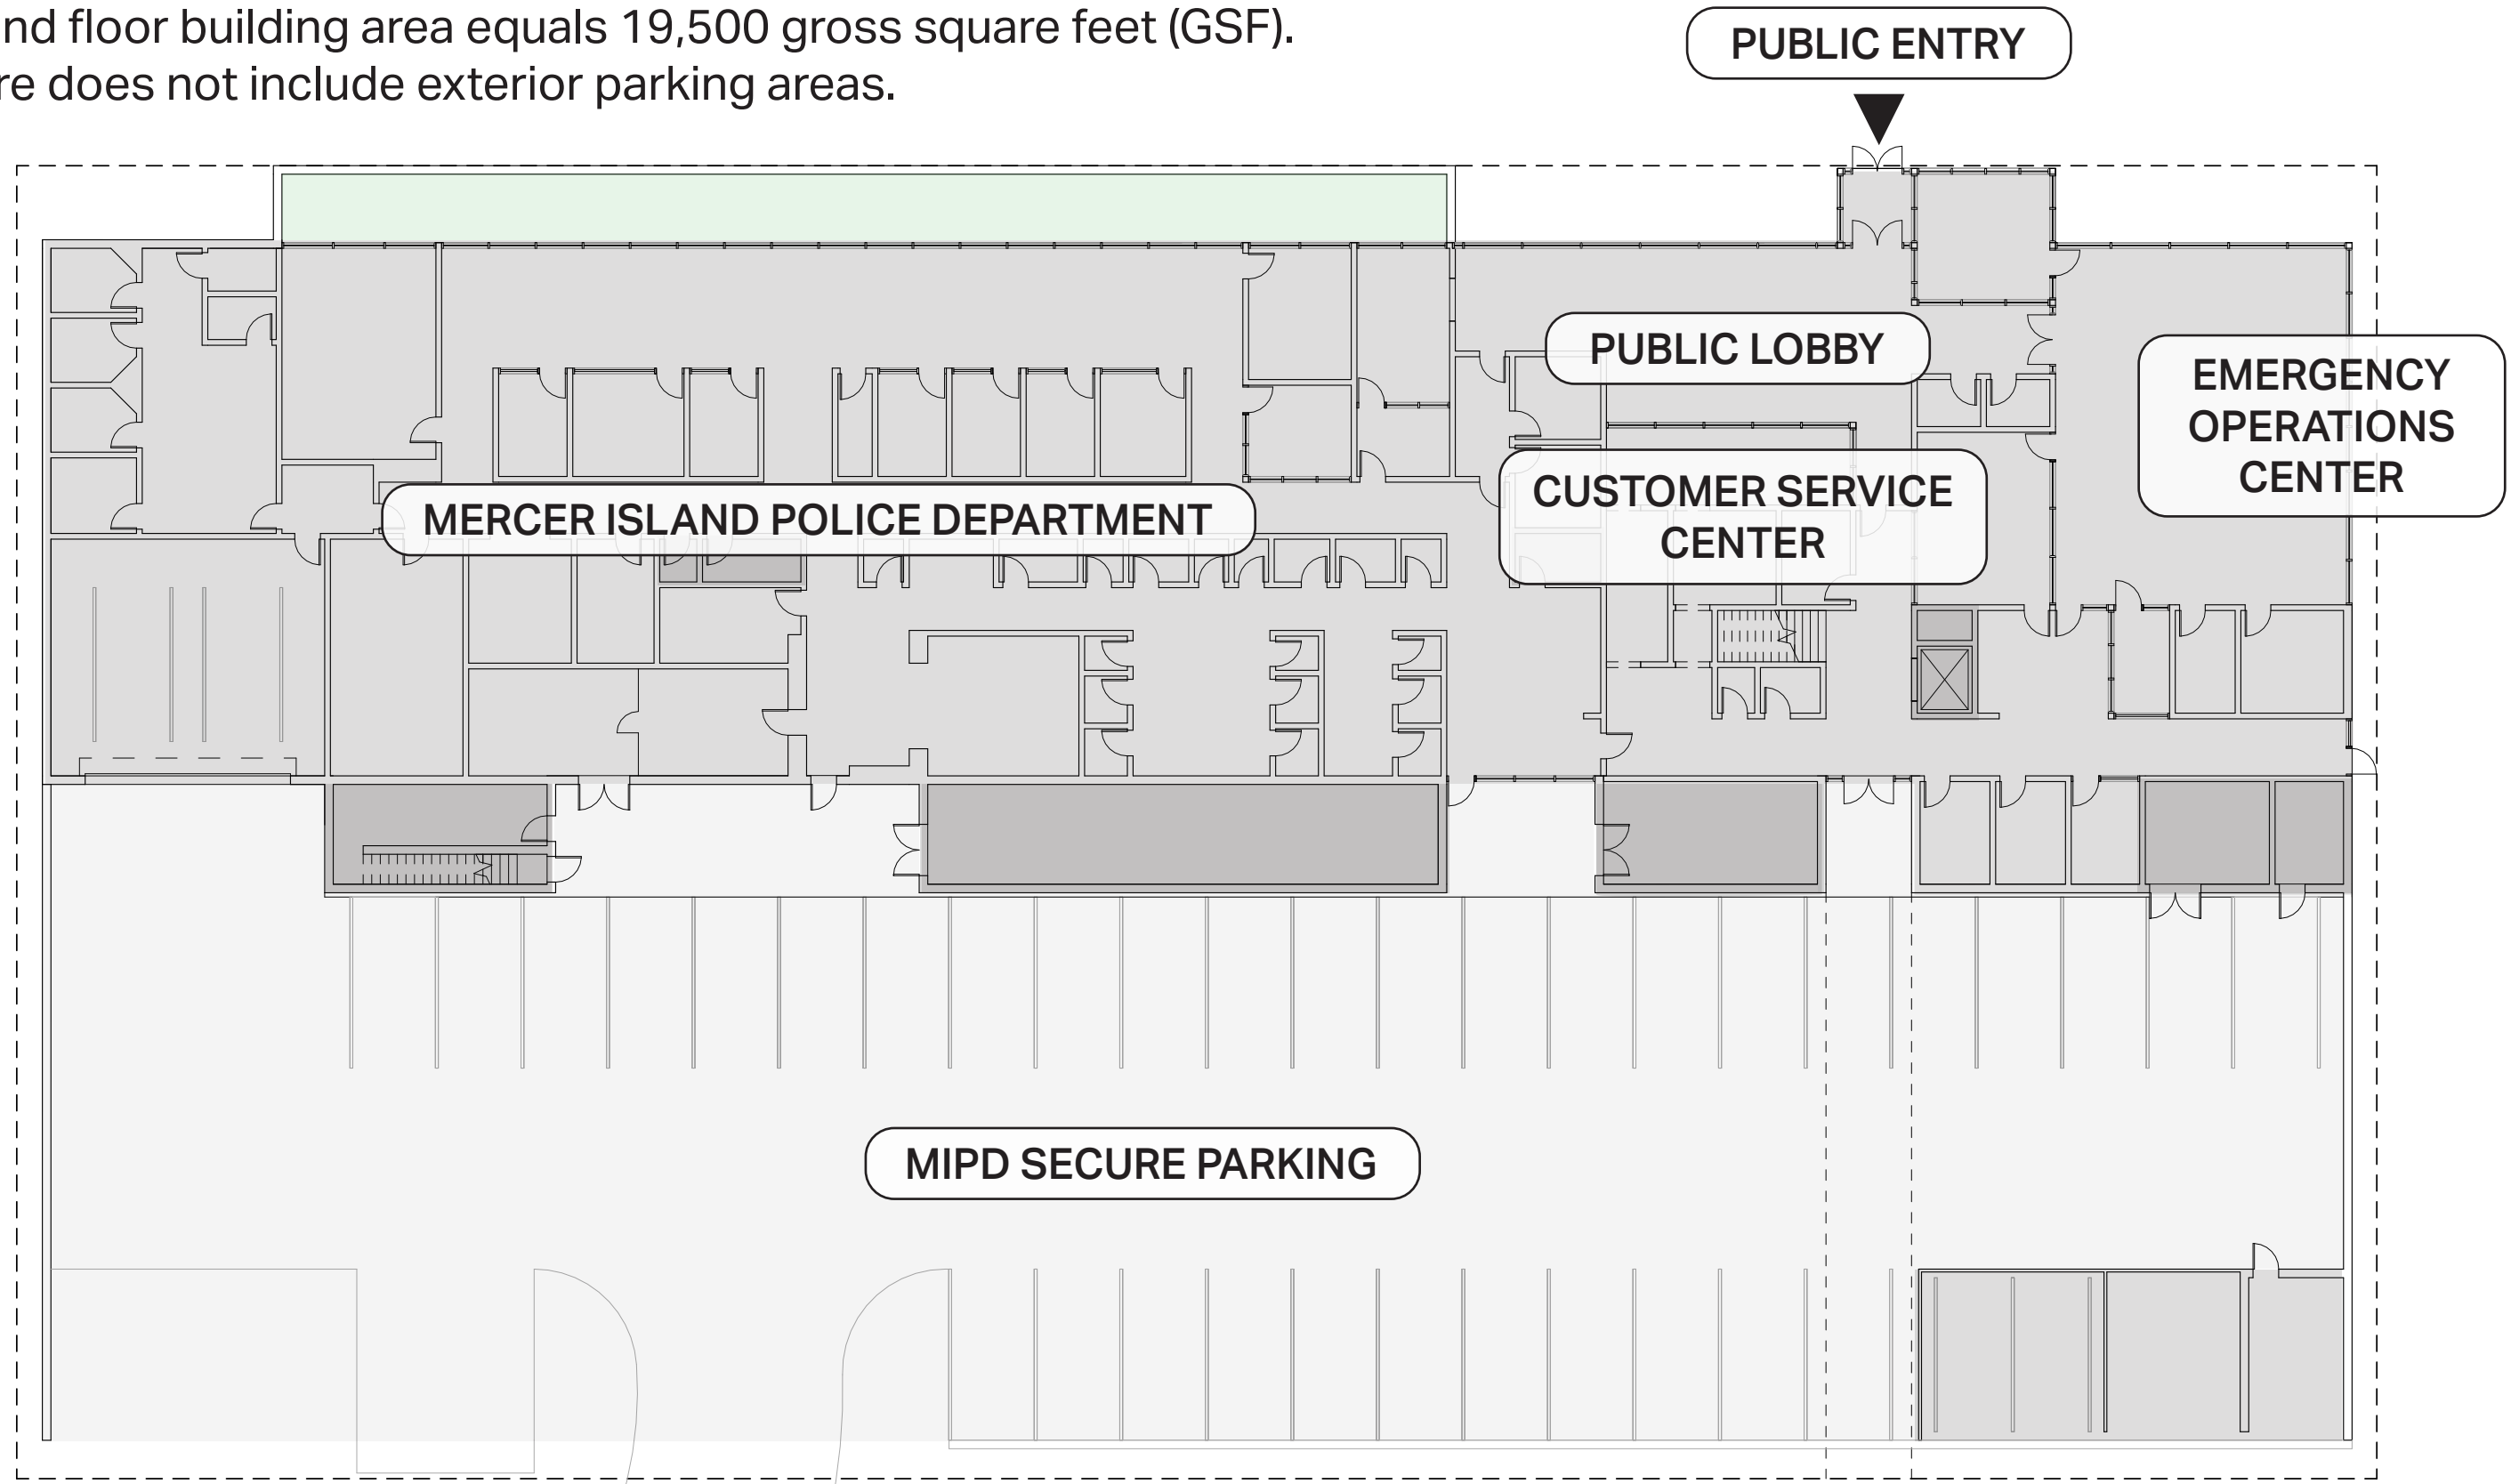 nd floor building area equals 19,500 gross square feet (GSF).
re does not include exterior parking areas.
PUBLIC ENTRY
PUBLIC LOBBY
EMERGENCY
OPERATIONS
CENTER
CUSTOMER SERVICE
CENTER
MERCER ISLAND POLICE DEPARTMENT
MIPD SECURE PARKING